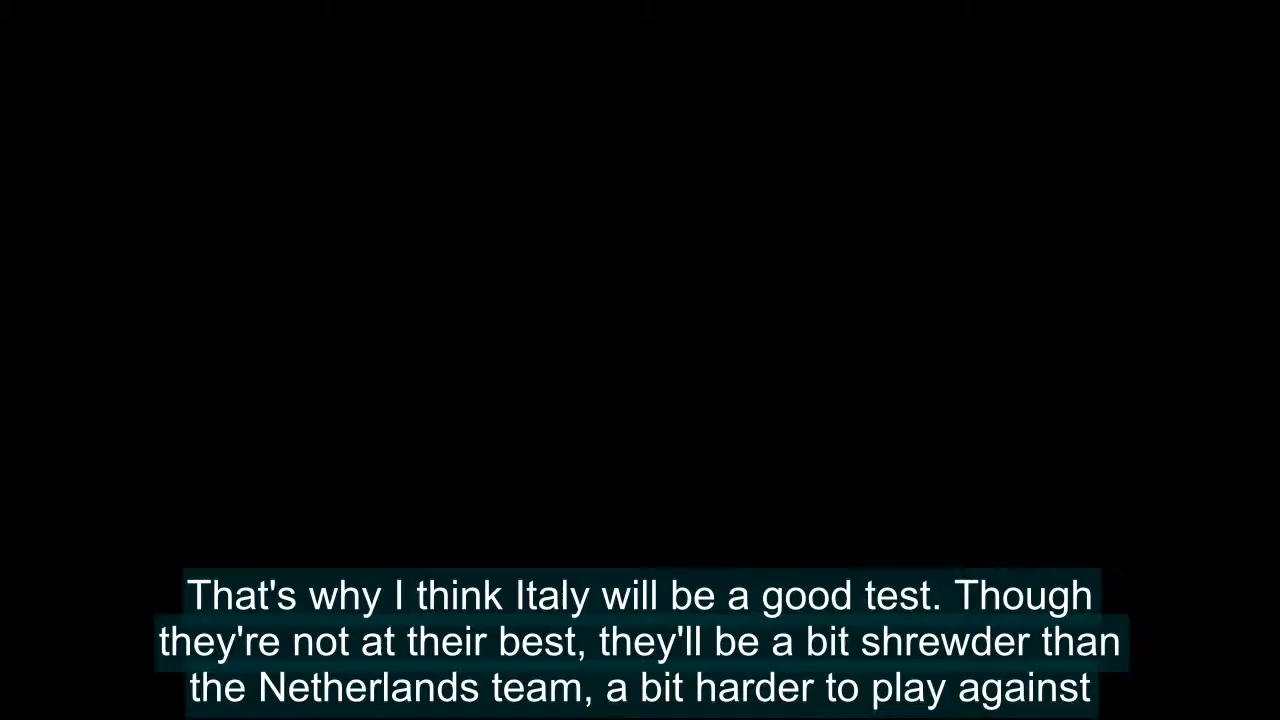 That's why I think Italy will be a good test. Though
they're not at their best, they'll be a bit shrewder than
the Netherlands team, a bit harder to play against